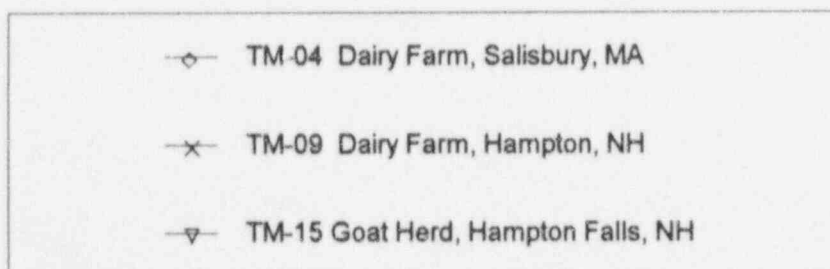 TM-04 Dairy Farm, Salisbury, MA
TM-09 Dairy Farm, Hampton, NH
TM-15 Goat Herd, Hampton Falls, NH